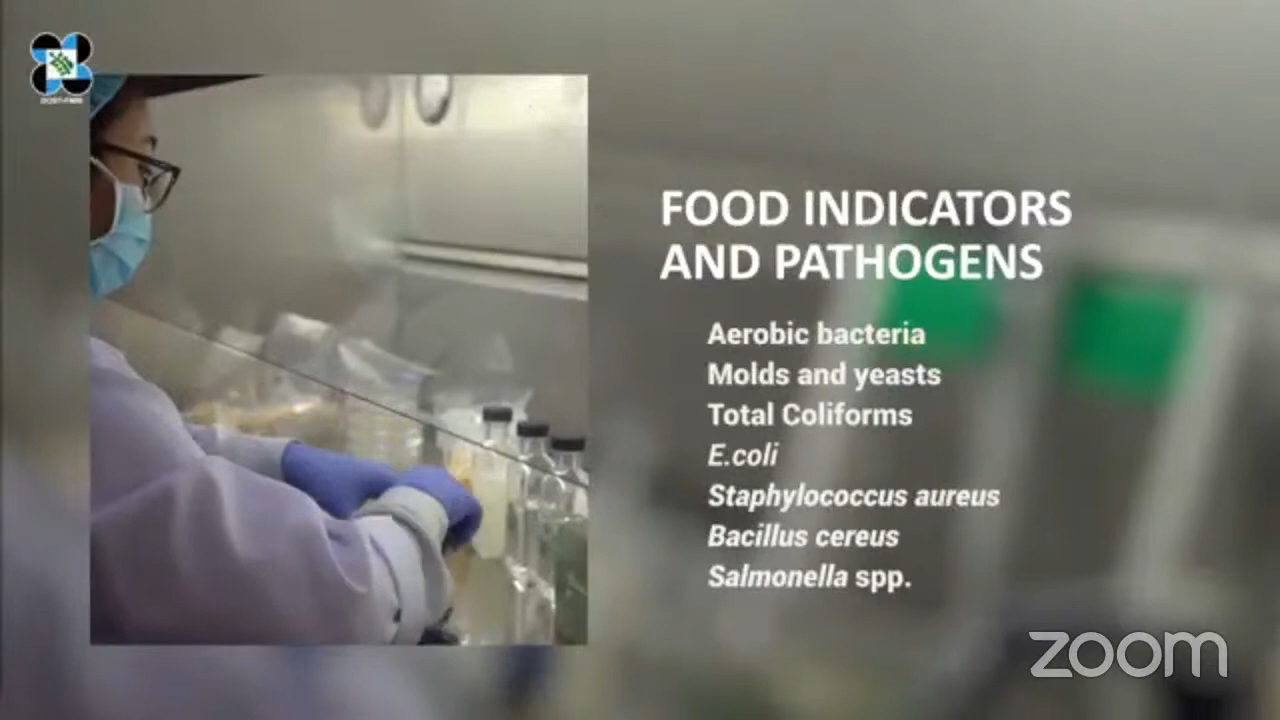 FOOD INDICATORS
AND PATHOGENS
Aerobic bacteria
Molds and yeasts
Total Coliforms
E.coli
Staphylococcus aureus
Bacillus cereus
Salmonella spp.
zoom